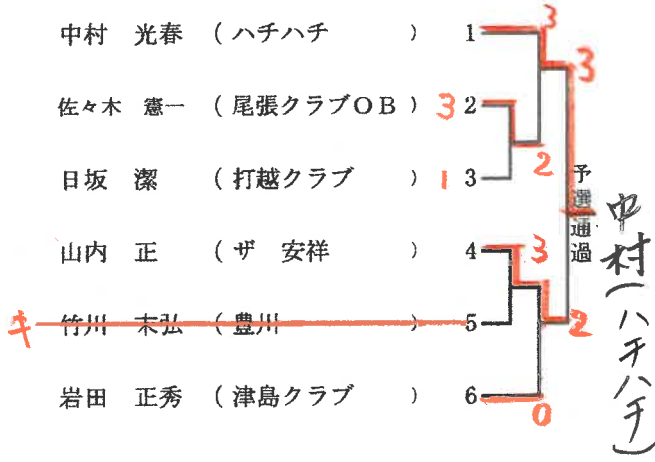 中村 光春 (ハチハチ) 1 3
3
佐々木 憲一 (尾張クラブOB) 3 2
2
日坂 潔 (打越クラブ) 1 3
予選通過
中村(ハチハチ)
山内 正 (ザ 安祥) 4 3
キ 竹川 末弘 (豊川) 5 2
岩田 正秀 (津島クラブ) 6 0